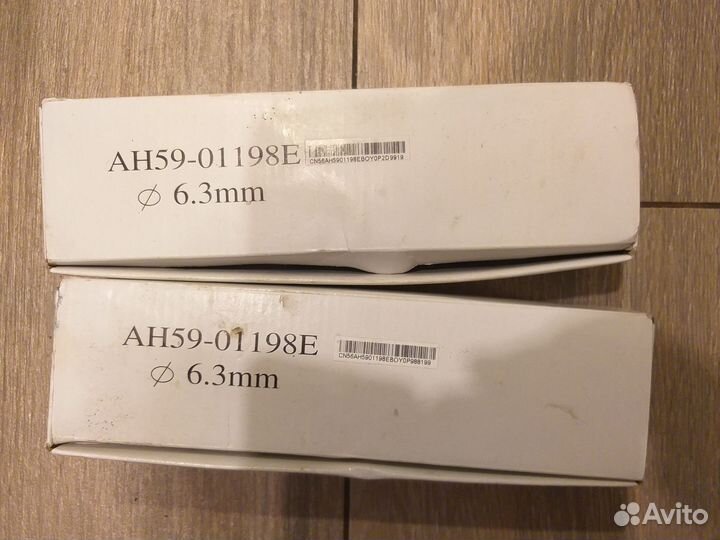 AH59-01198E
CN56AH5901198EBOY0P2D9919
⌀ 6.3mm
AH59-01198E
CN56AH5901198EBOY0P988199
⌀ 6.3mm
Avito